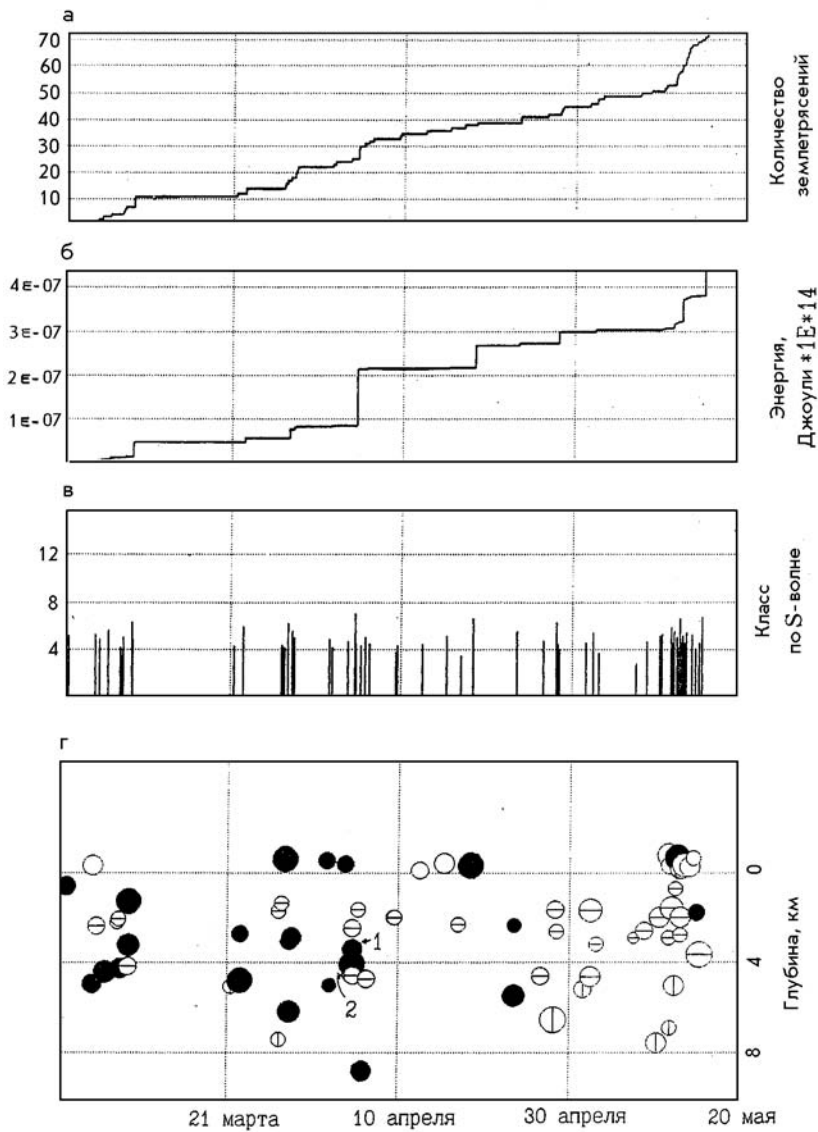 а
70
60
50
40
30
20
10
Количество
землетрясений
б
4E-07
3E-07
2E-07
1E-07
Энергия,
Джоули *1E*14
в
12
8
4
Класс
по S-волне
г
0
4
8
1
2
Глубина, км
21 марта
10 апреля
30 апреля
20 мая